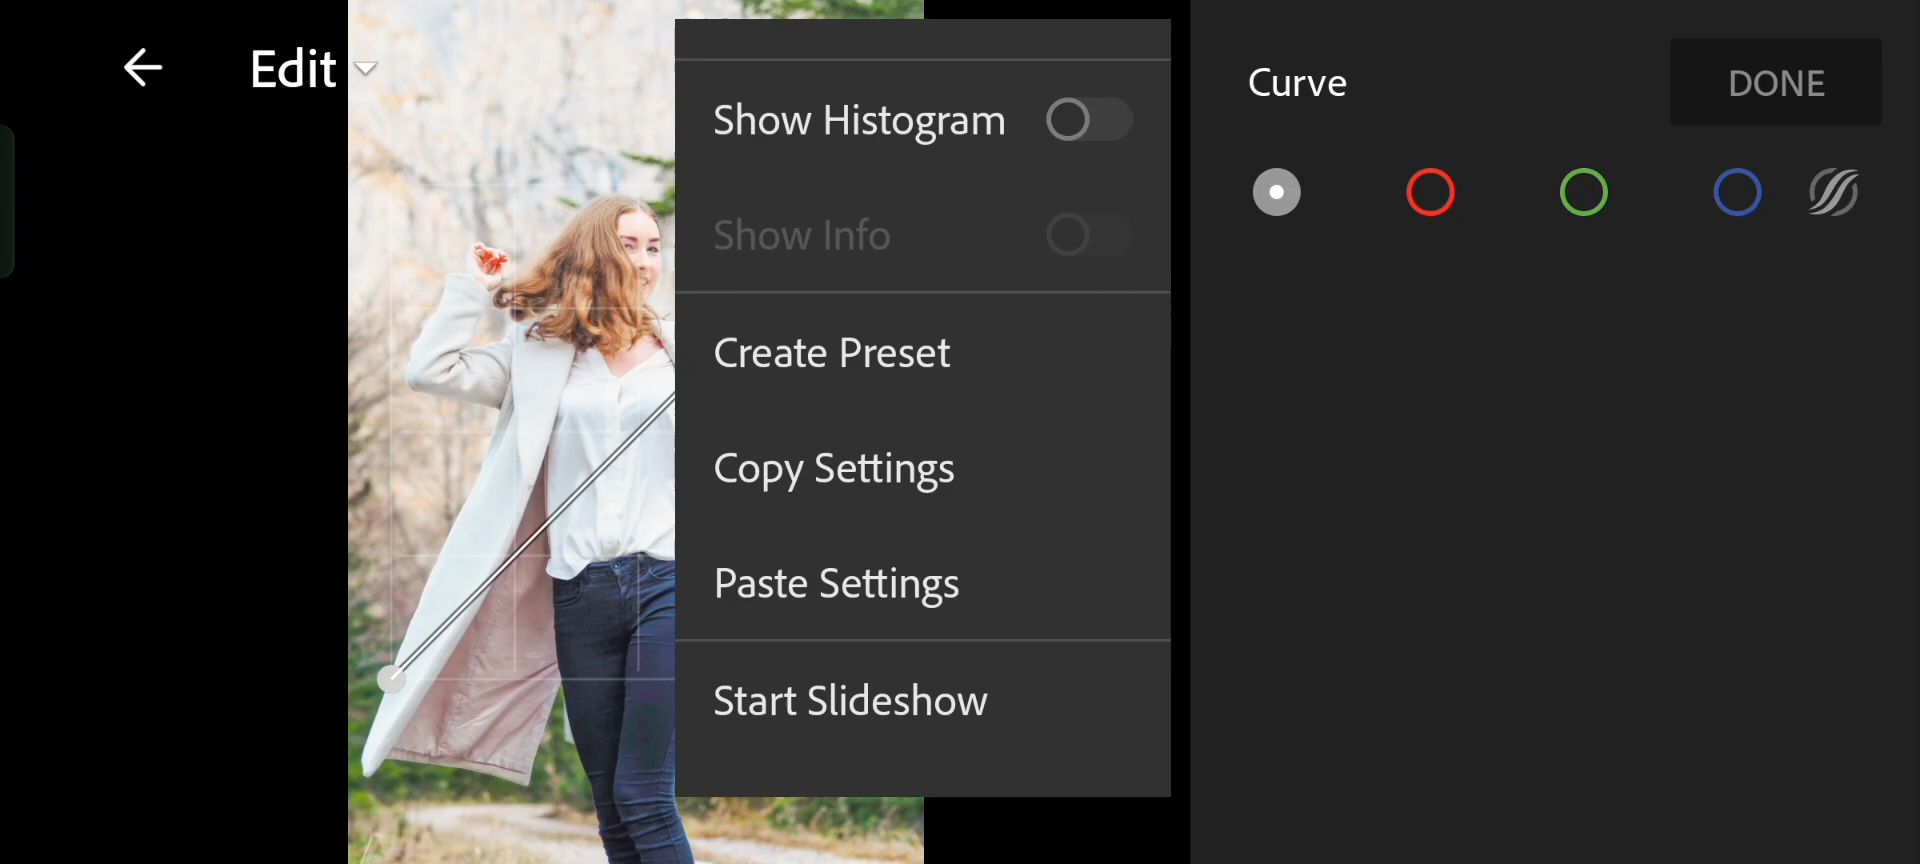 Edit
Show Histogram
Show Info
Create Preset
Copy Settings
Paste Settings
Start Slideshow
Curve
DONE